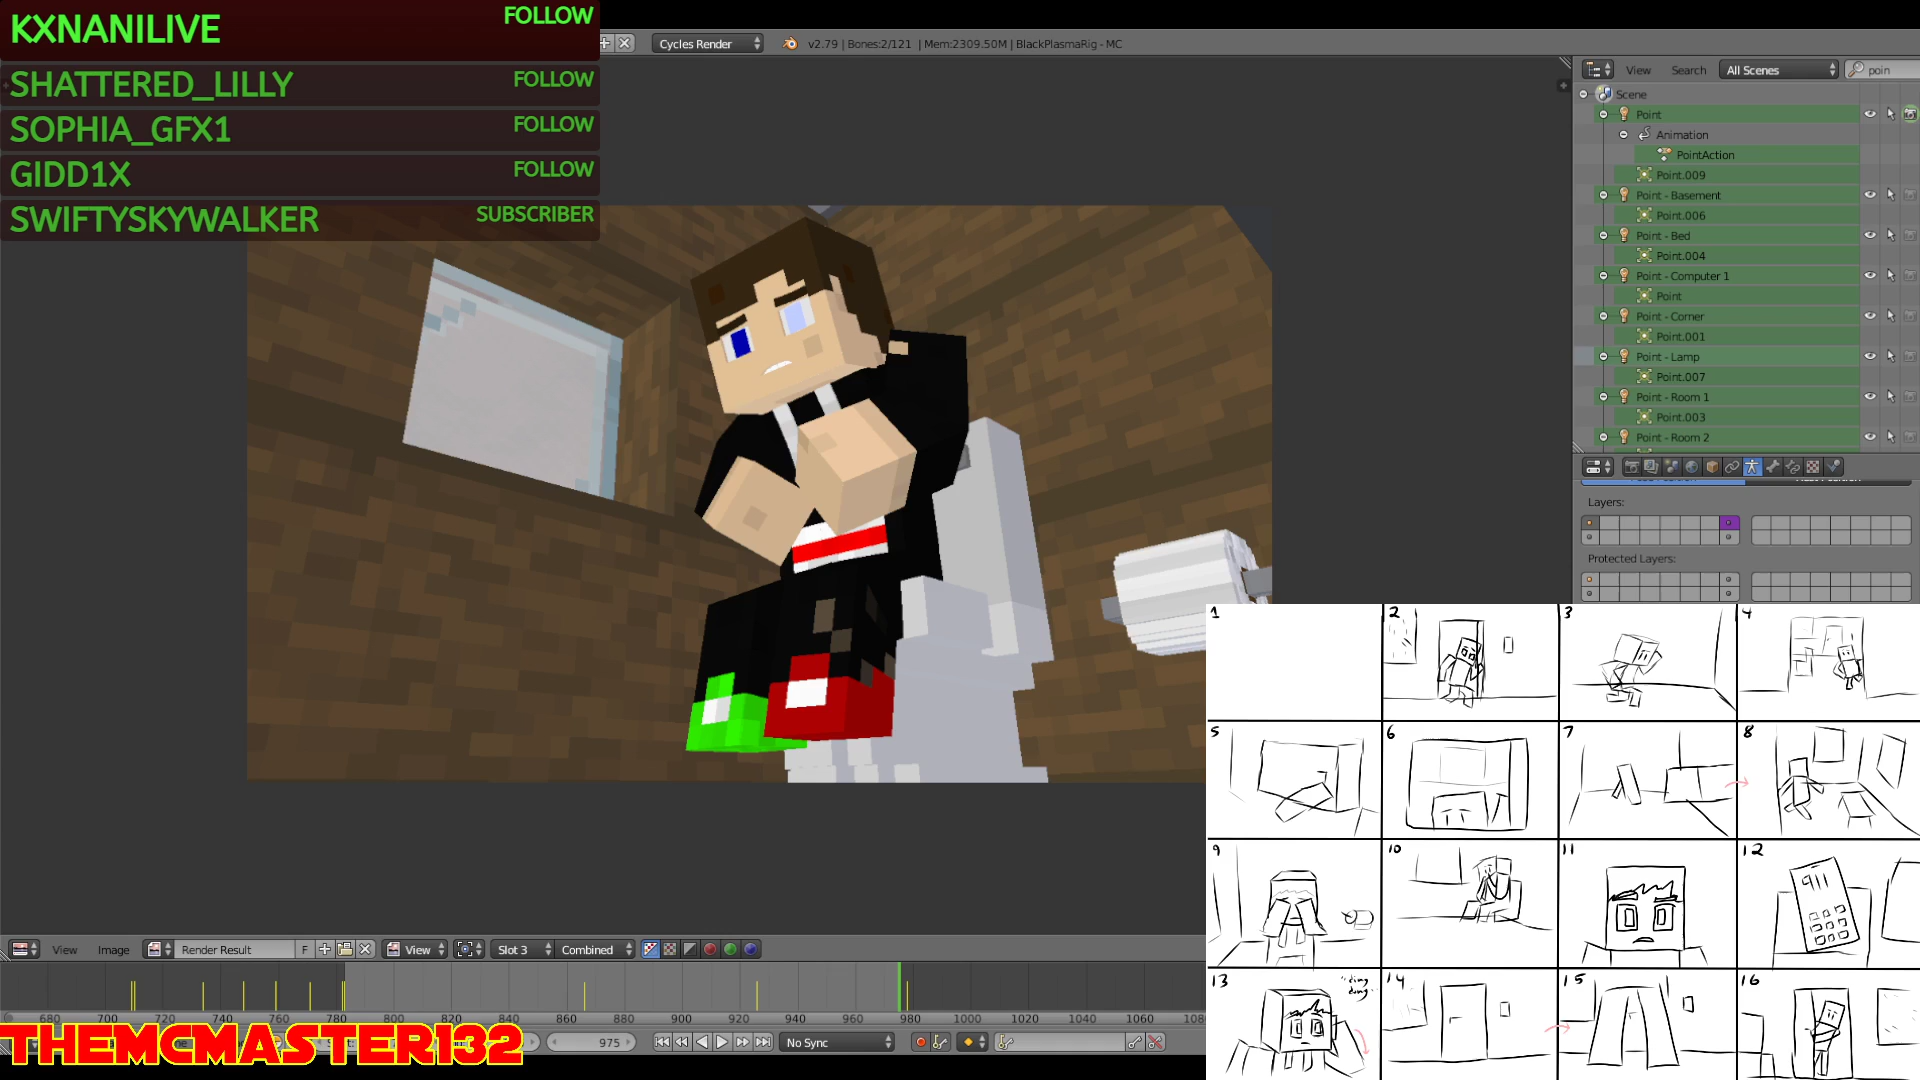 KXNANILIVE FOLLOW
SHATTERED_LILLY FOLLOW
SOPHIA_GFX1 FOLLOW
GIDD1X FOLLOW
SWIFTYSKYWALKER SUBSCRIBER
Cycles Render v2.79 | Bones:2/121 | Mem:2309.50M | BlackPlasmaRig - MC
View Search All Scenes poin
Scene
Point
Animation
PointAction
Point.009
Point - Basement
Point.006
Point - Bed
Point.004
Point - Computer 1
Point
Point - Corner
Point.001
Point - Lamp
Point.007
Point - Room 1
Point.003
Point - Room 2
Layers:
Protected Layers:
1 2 3 4
5 6 7 8
9 10 11 12
911
13 14 15 16
"ding
dong"
View Image Render Result F View Slot 3 Combined
680 700 720 740 760 780 800 820 840 860 880 900 920 940 960 980 1000 1020 1040 1060
975 No Sync
THEMCMASTER132